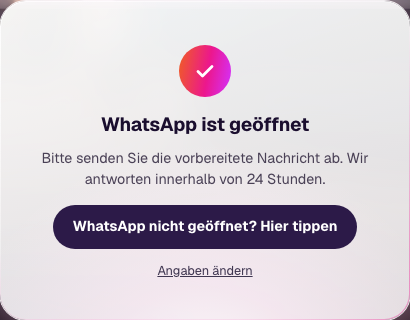 WhatsApp ist geöffnet
Bitte senden Sie die vorbereitete Nachricht ab. Wir
antworten innerhalb von 24 Stunden.
WhatsApp nicht geöffnet? Hier tippen
Angaben ändern